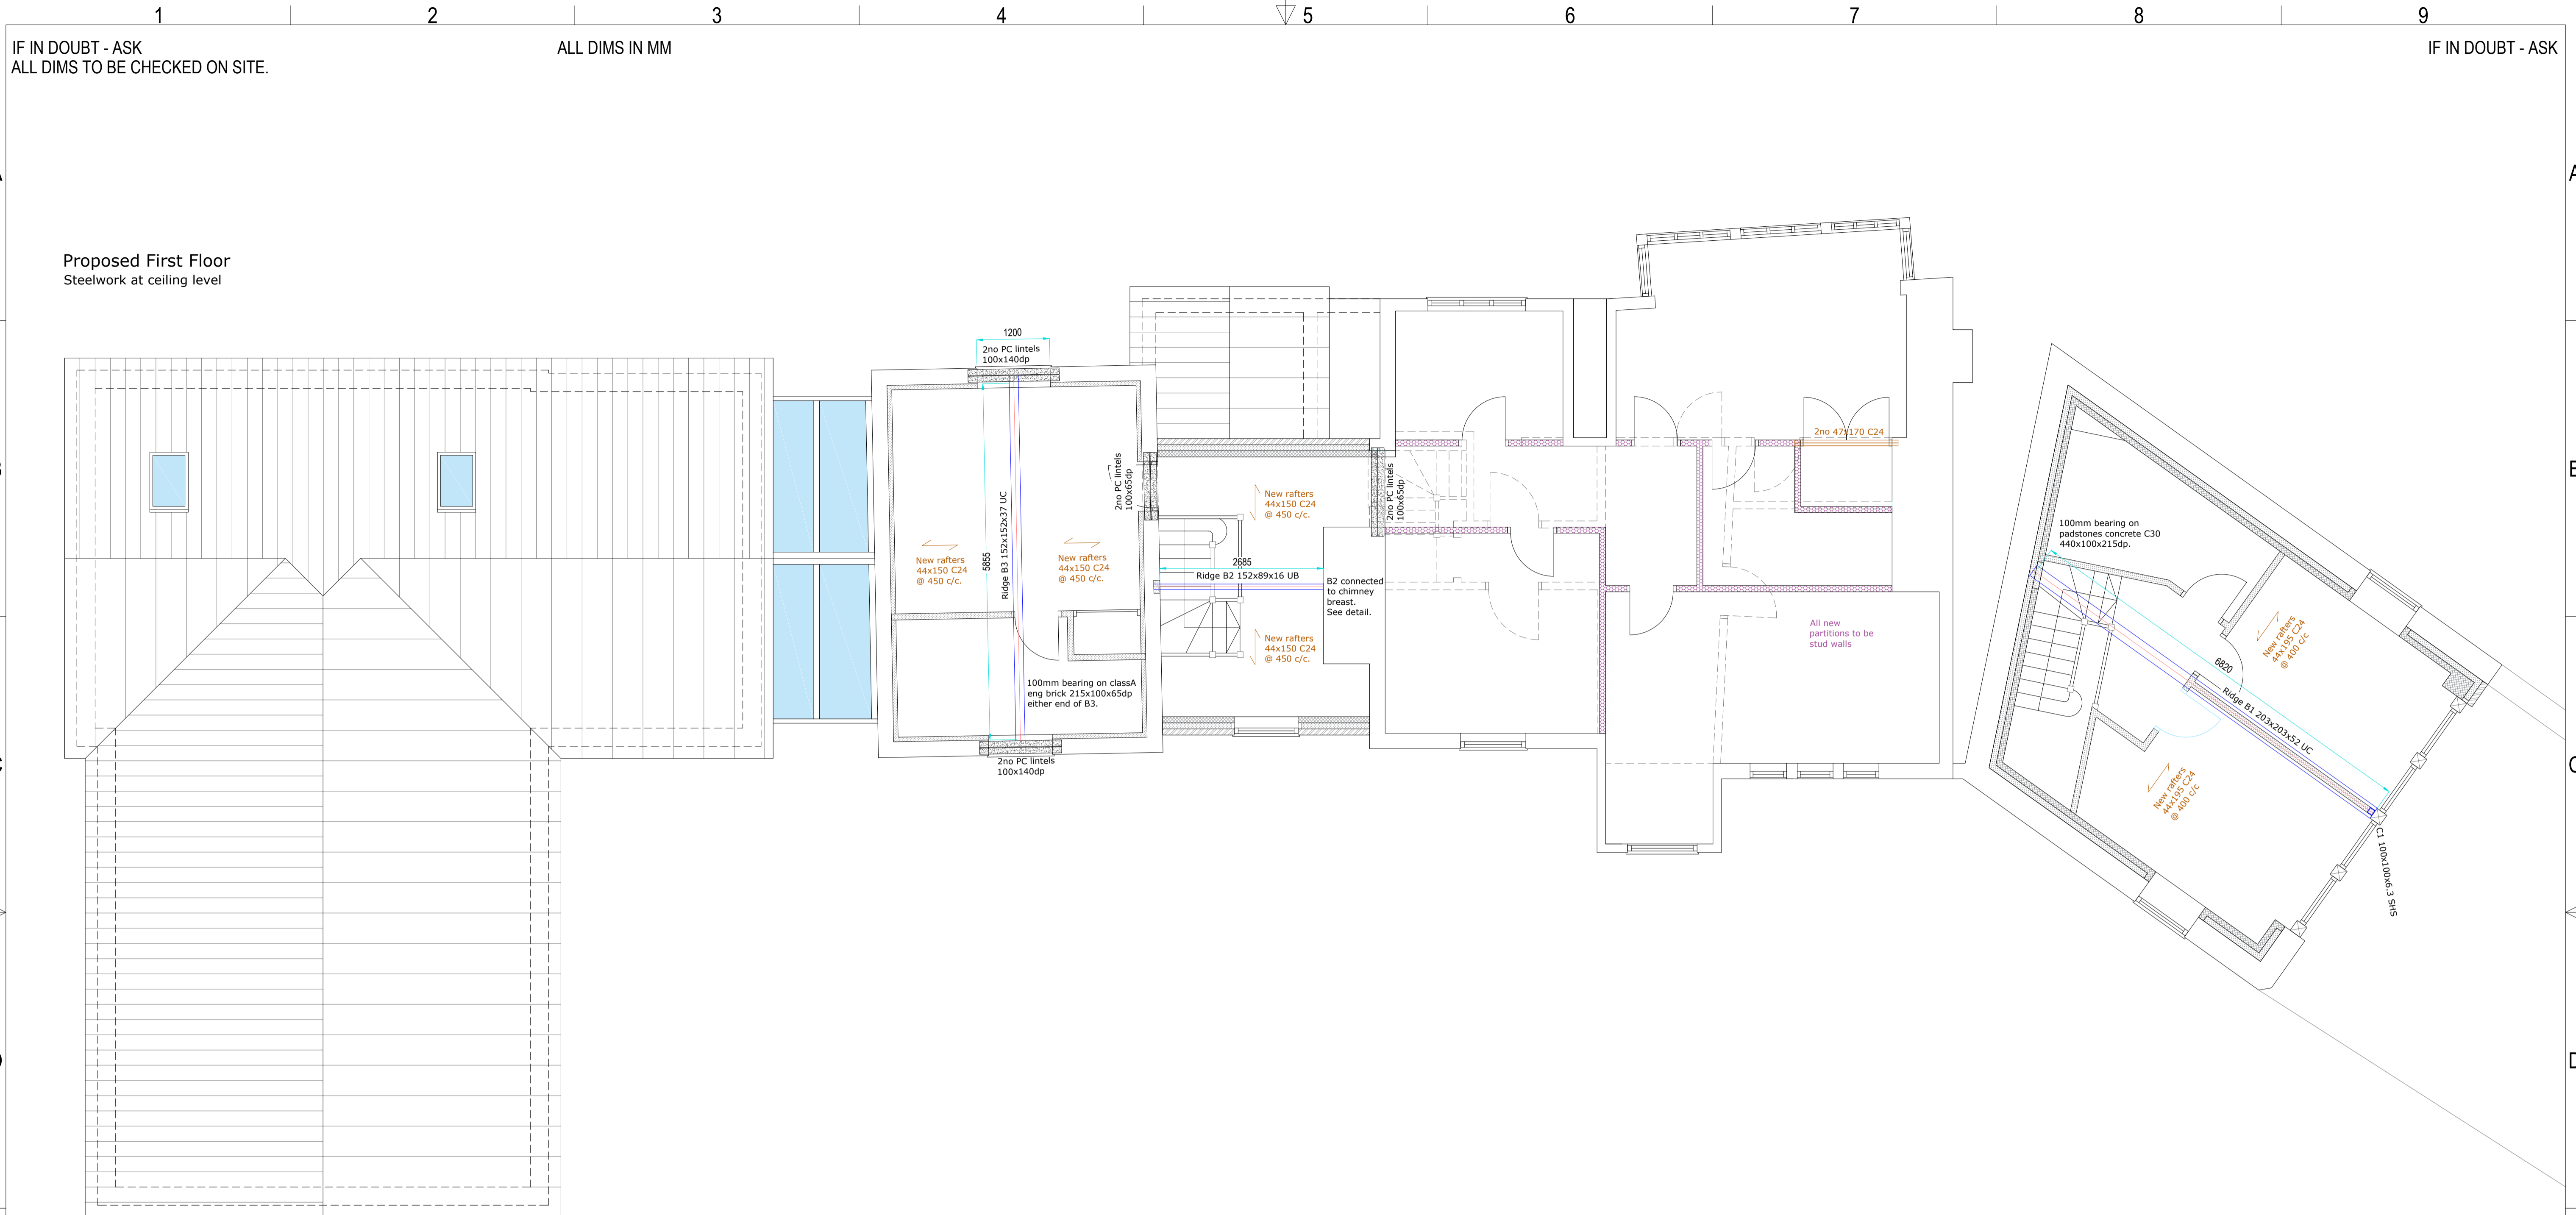 1 2 3 4 5 6 7 8 9
IF IN DOUBT - ASK
ALL DIMS TO BE CHECKED ON SITE.
ALL DIMS IN MM
IF IN DOUBT - ASK
A
Proposed First Floor
Steelwork at ceiling level
1200
2no PC lintels
100x140dp
2no PC lintels
100x65dp
5855
Ridge B3 152x152x37 UC
New rafters
44x150 C24
@ 450 c/c.
New rafters
44x150 C24
@ 450 c/c.
100mm bearing on classA
eng brick 215x100x65dp
either end of B3.
2no PC lintels
100x140dp
New rafters
44x150 C24
@ 450 c/c.
2685
Ridge B2 152x89x16 UB
B2 connected
to chimney
breast.
See detail.
New rafters
44x150 C24
@ 450 c/c.
2no PC lintels
100x65dp
2no 47x170 C24
All new
partitions to be
stud walls
100mm bearing on
padstones concrete C30
440x100x215dp.
New rafters
44x195 C24
@ 400 c/c
6820
Ridge B1 203x203x52 UC
New rafters
44x195 C24
@ 400 c/c
C1 100x100x6.3 SHS